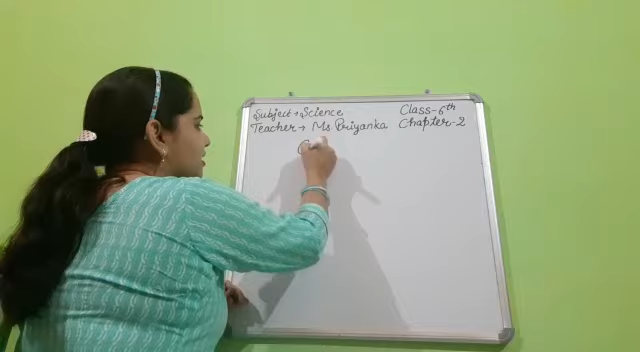 Subject → Science Class-6th
Teacher → Ms Priyanka Chapter-2
C